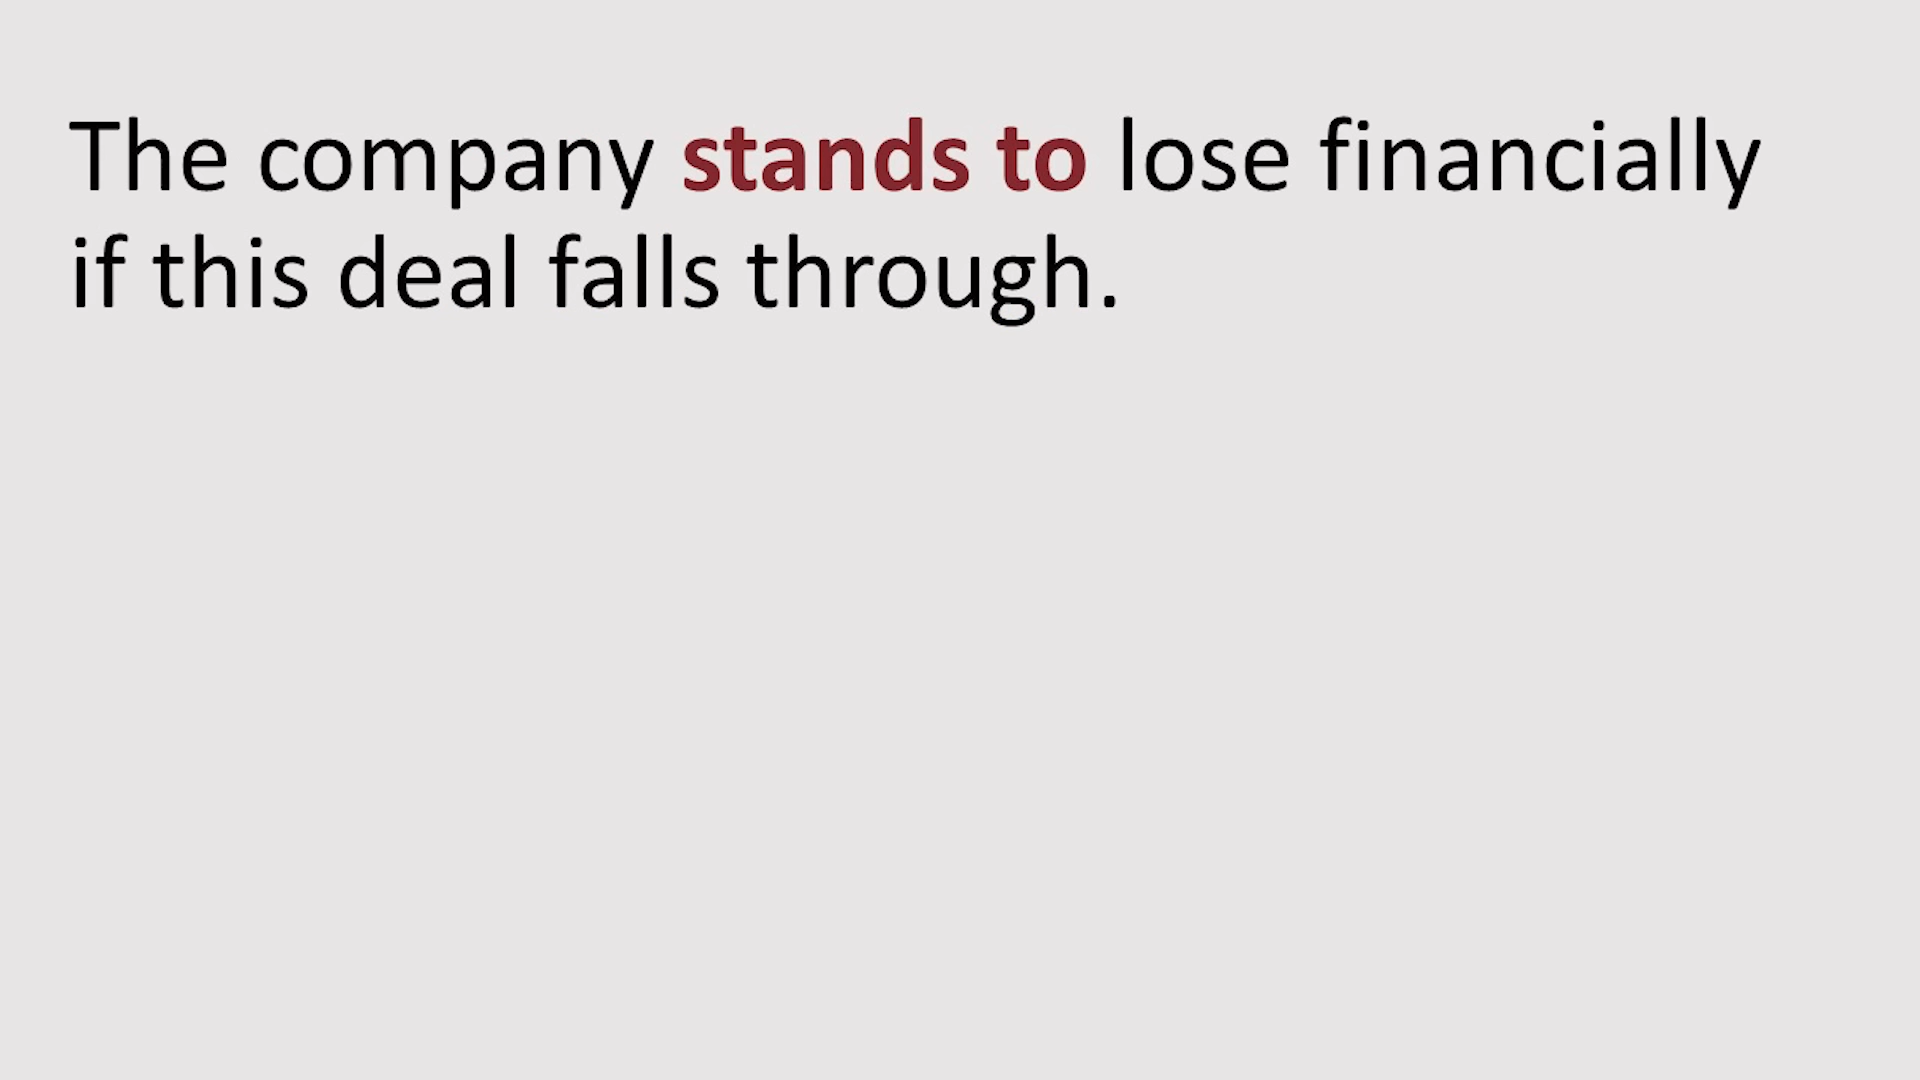 The company stands to lose financially
if this deal falls through.